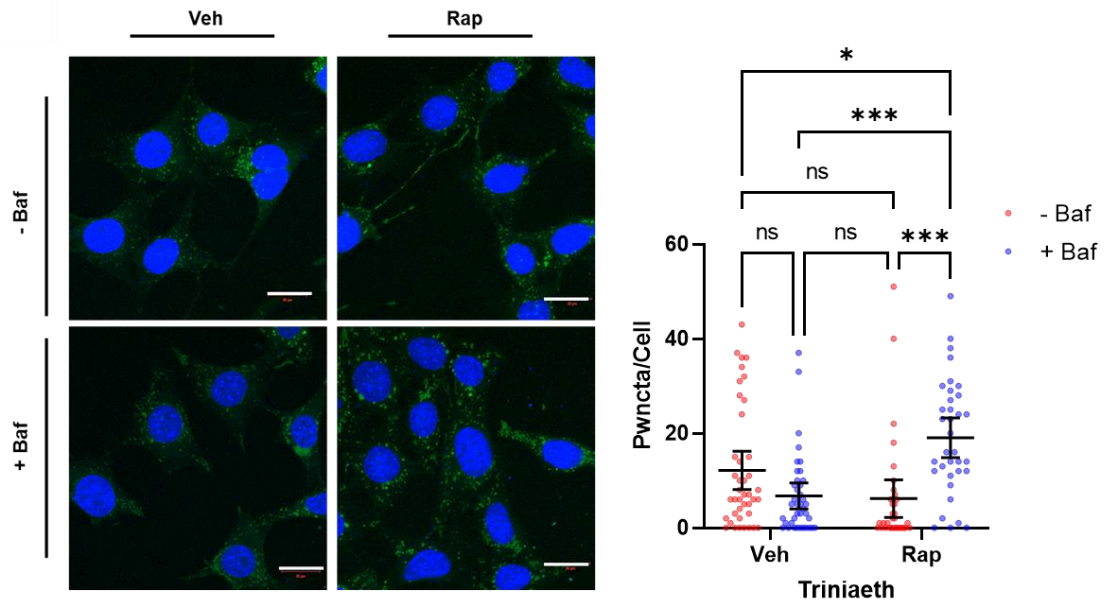 Veh
Rap
- Baf
+ Baf
*
***
ns
ns
ns
***
- Baf
+ Baf
60
40
20
0
Pwncta/Cell
Veh
Rap
Triniaeth